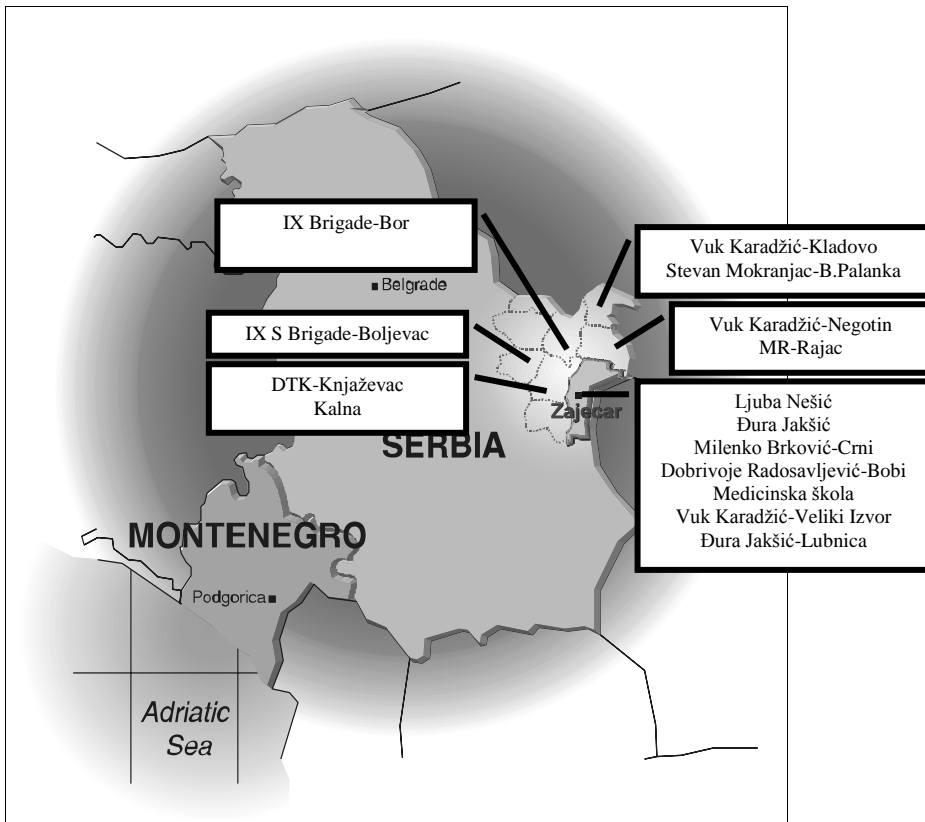 IX Brigade-Bor
Vuk Karadžić-Kladovo
Stevan Mokranjac-B.Palanka
Belgrade
IX S Brigade-Boljevac
Vuk Karadžić-Negotin
MR-Rajac
DTK-Knjaževac
Kalna
Zajecar
Ljuba Nešić
Đura Jakšić
Milenko Brković-Crni
Dobrivoje Radosavljević-Bobi
Medicinska škola
Vuk Karadžić-Veliki Izvor
Đura Jakšić-Lubnica
SERBIA
MONTENEGRO
Podgorica
Adriatic
Sea